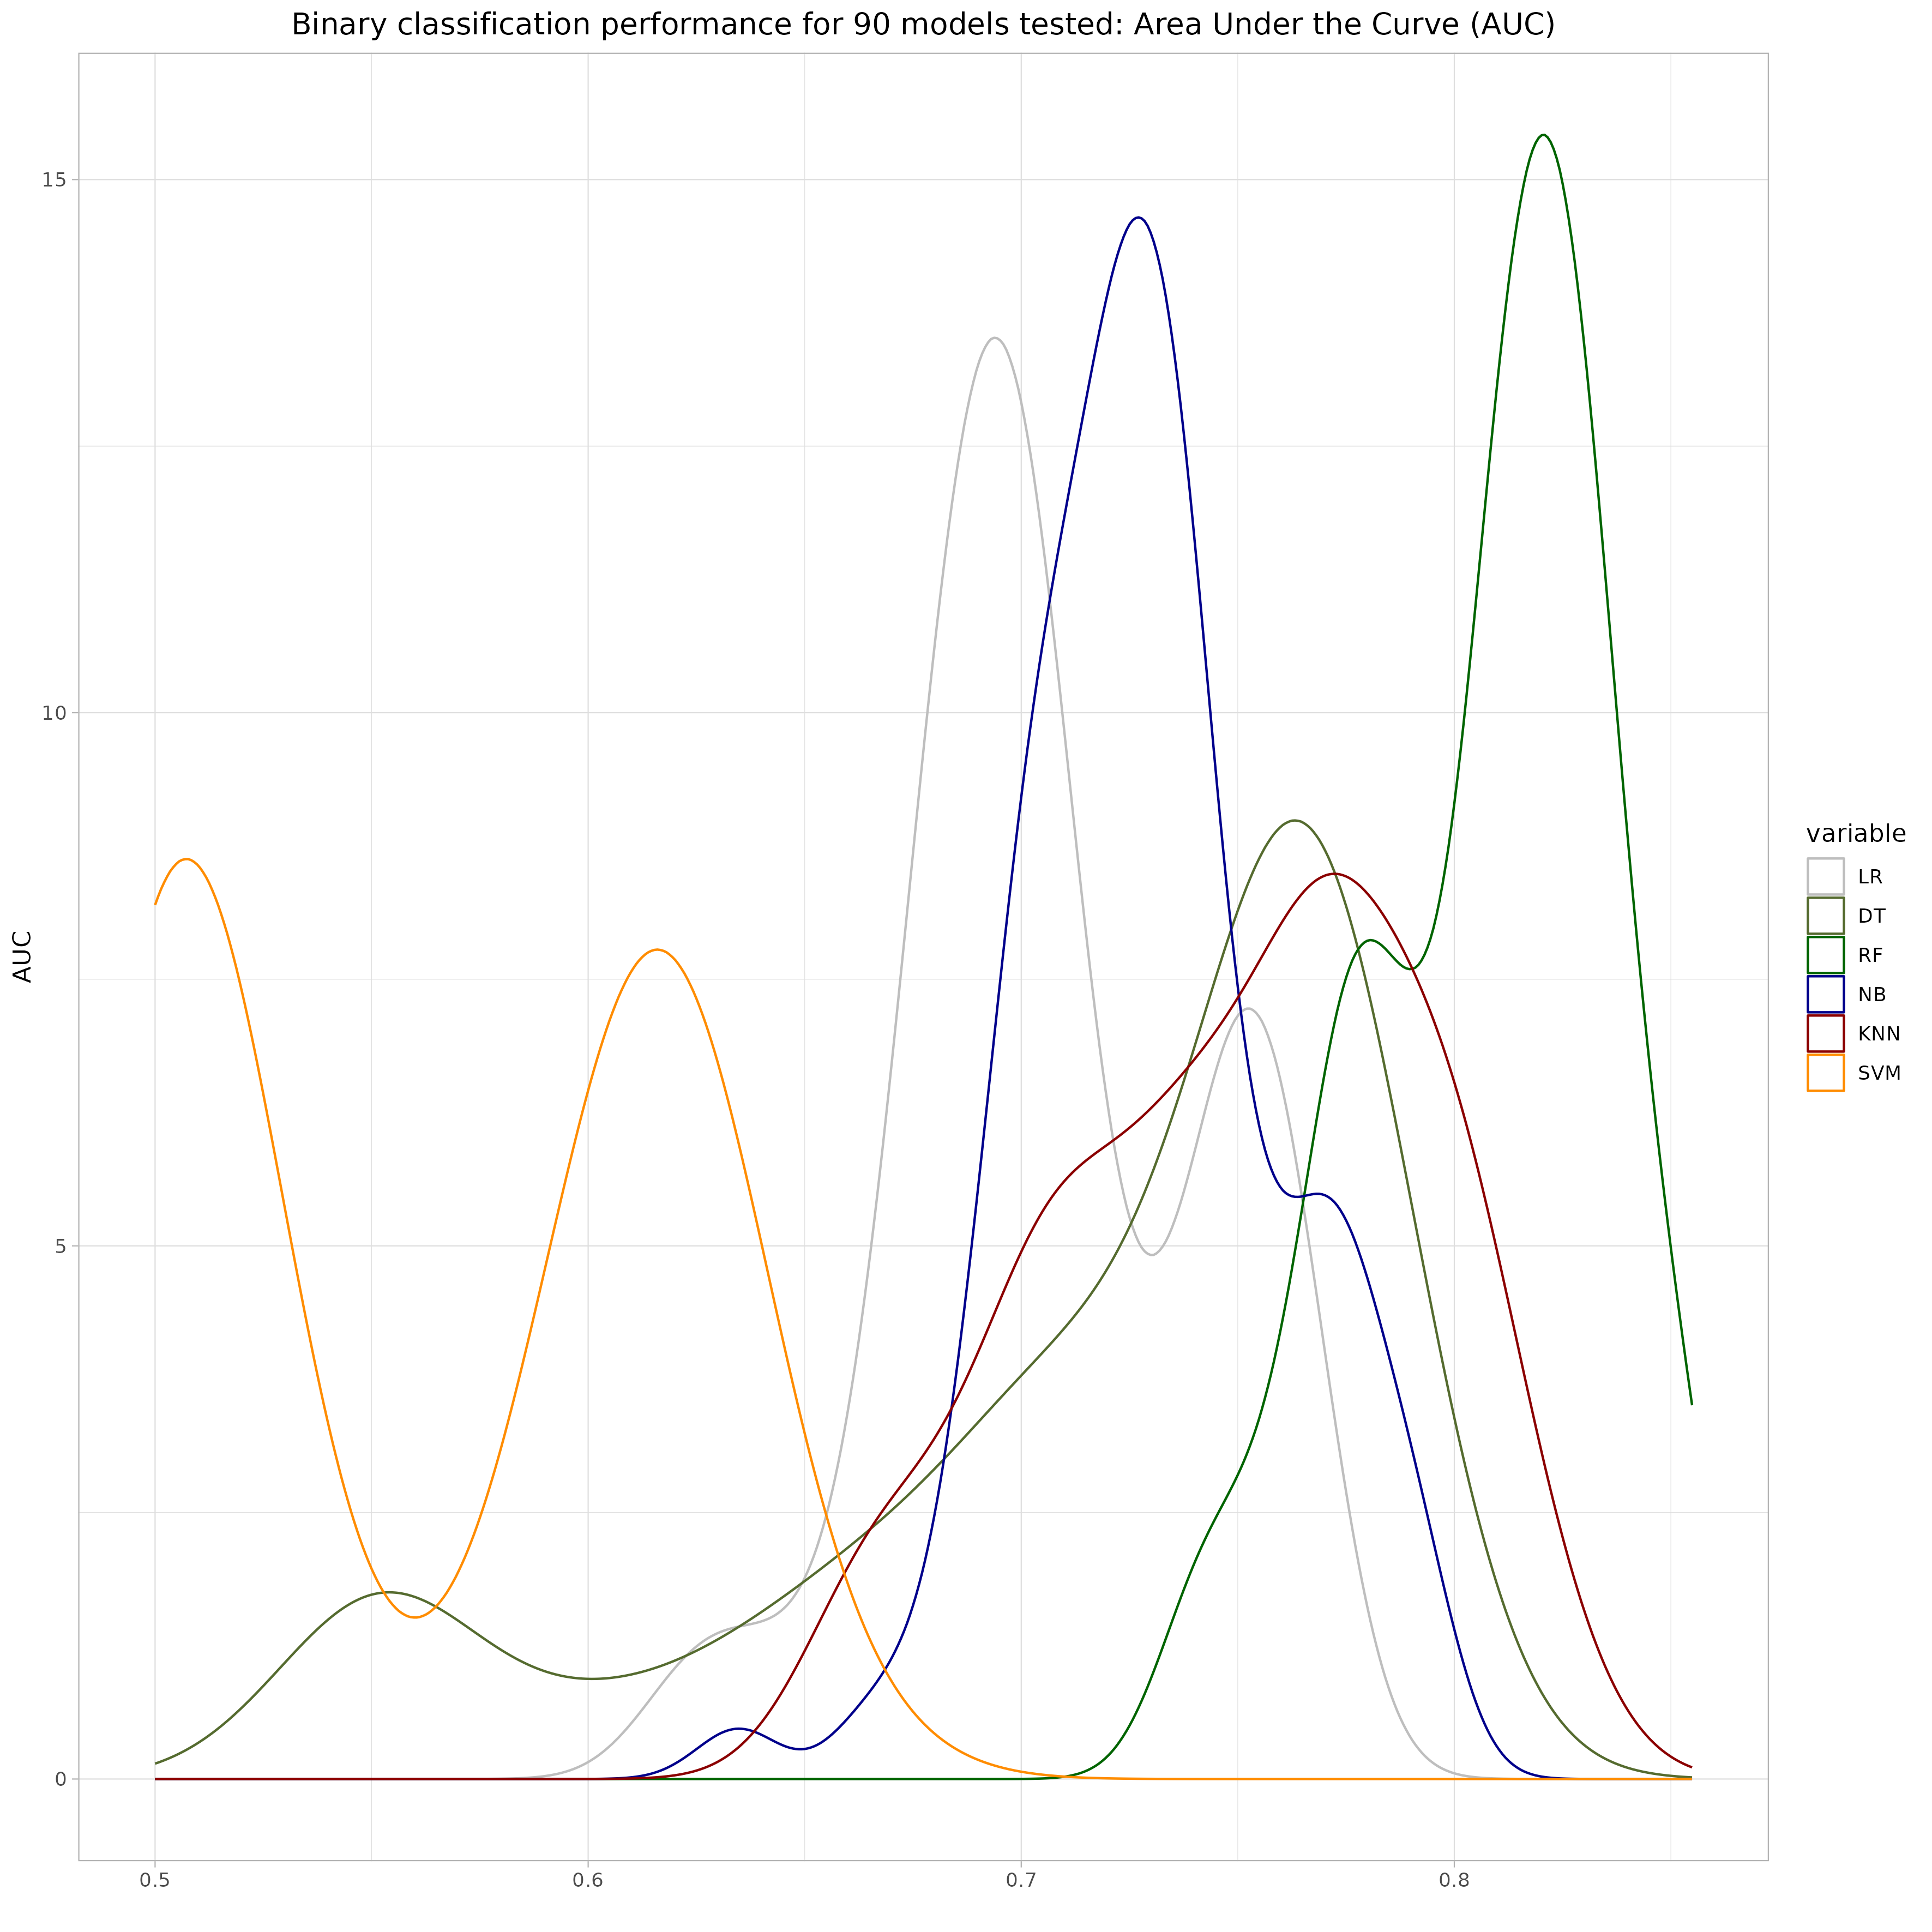 Binary classification performance for 90 models tested: Area Under the Curve (AUC)
15
10
5
0
AUC
0.5
0.6
0.7
0.8
variable
LR
DT
RF
NB
KNN
SVM